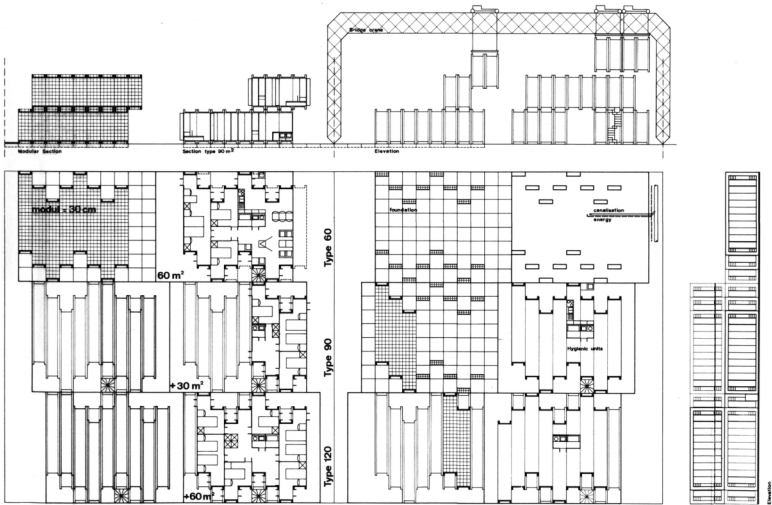 Bridge crane
Modular Section
Section type 90 m²
Elevation
modul = 30 cm
foundation
canalisation
energy
60 m²
Type 60
Hygienic units
+30 m²
Type 90
+60 m²
Type 120
Elevation